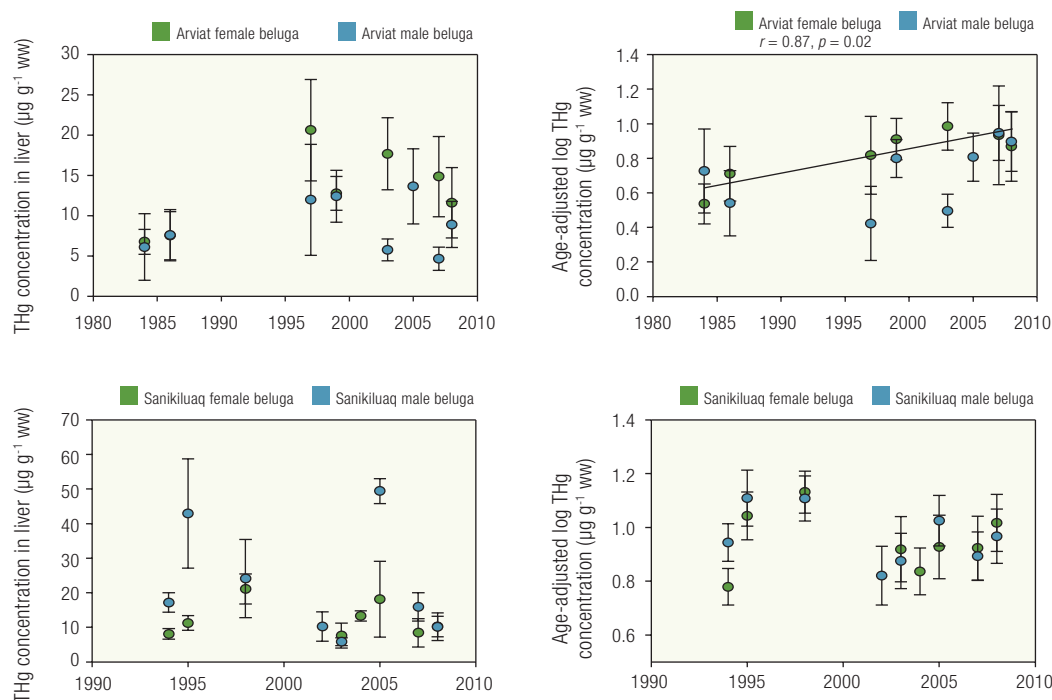 Arviat female beluga Arviat male beluga
THg concentration in liver (µg g⁻¹ ww)
30
25
20
15
10
5
0
1980 1985 1990 1995 2000 2005 2010
Arviat female beluga Arviat male beluga
r = 0.87, p = 0.02
Age-adjusted log THg
concentration (µg g⁻¹ ww)
1.4
1.2
1.0
0.8
0.6
0.4
0.2
0.0
1980 1985 1990 1995 2000 2005 2010
Sanikiluaq female beluga Sanikiluaq male beluga
THg concentration in liver (µg g⁻¹ ww)
70
60
50
40
30
20
10
0
1990 1995 2000 2005 2010
Sanikiluaq female beluga Sanikiluaq male beluga
Age-adjusted log THg
concentration (µg g⁻¹ ww)
1.4
1.2
1.0
0.8
0.6
1990 1995 2000 2005 2010